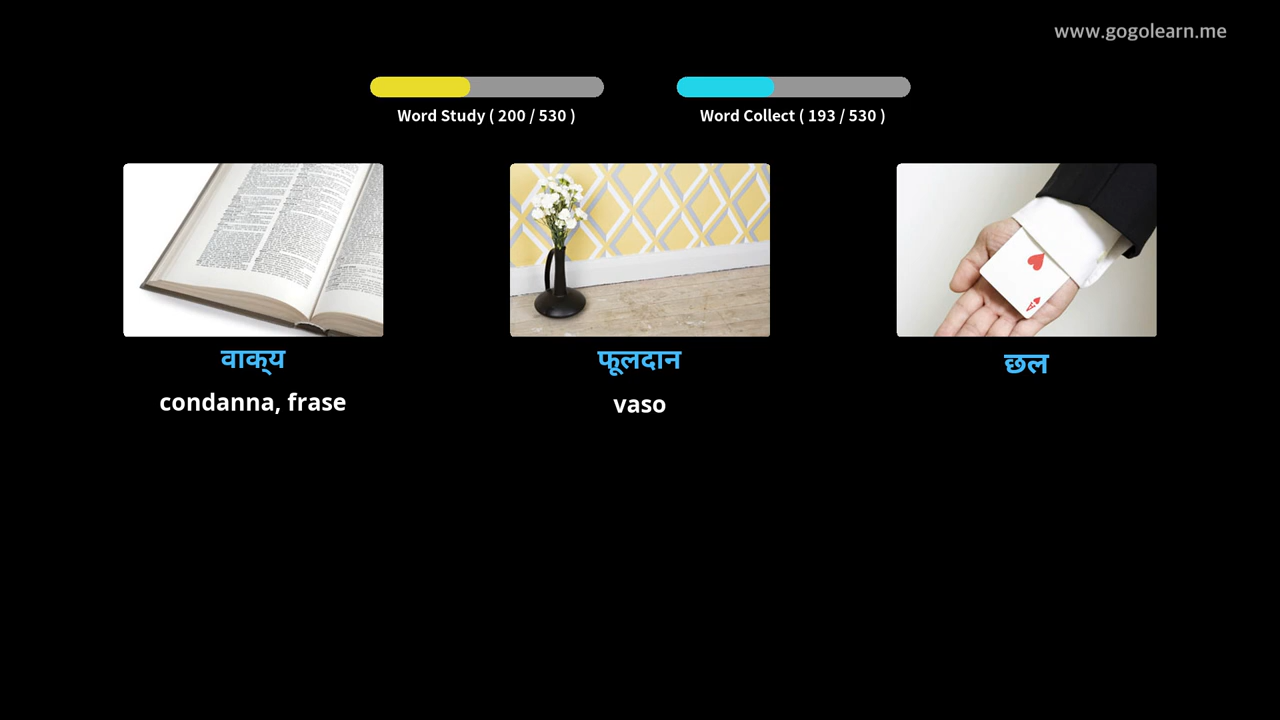 www.gogolearn.me
Word Study ( 200 / 530 )
Word Collect ( 193 / 530 )
वाक्य
फूलदान
छल
condanna, frase
vaso
A